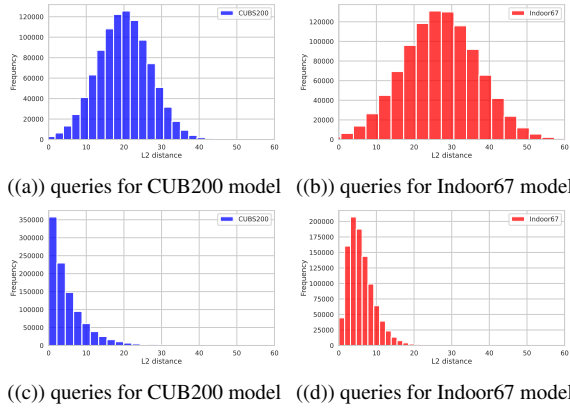 120000
100000
80000
60000
40000
20000
0
Frequency
0 10 20 30 40 50 60
L2 distance
CUBS200
120000
100000
80000
60000
40000
20000
0
Frequency
0 10 20 30 40 50 60
L2 distance
Indoor67
((a)) queries for CUB200 model ((b)) queries for Indoor67 model
350000
300000
250000
200000
150000
100000
50000
0
Frequency
0 10 20 30 40 50 60
L2 distance
CUBS200
200000
175000
150000
125000
100000
75000
50000
25000
0
Frequency
0 10 20 30 40 50 60
L2 distance
Indoor67
((c)) queries for CUB200 model ((d)) queries for Indoor67 model